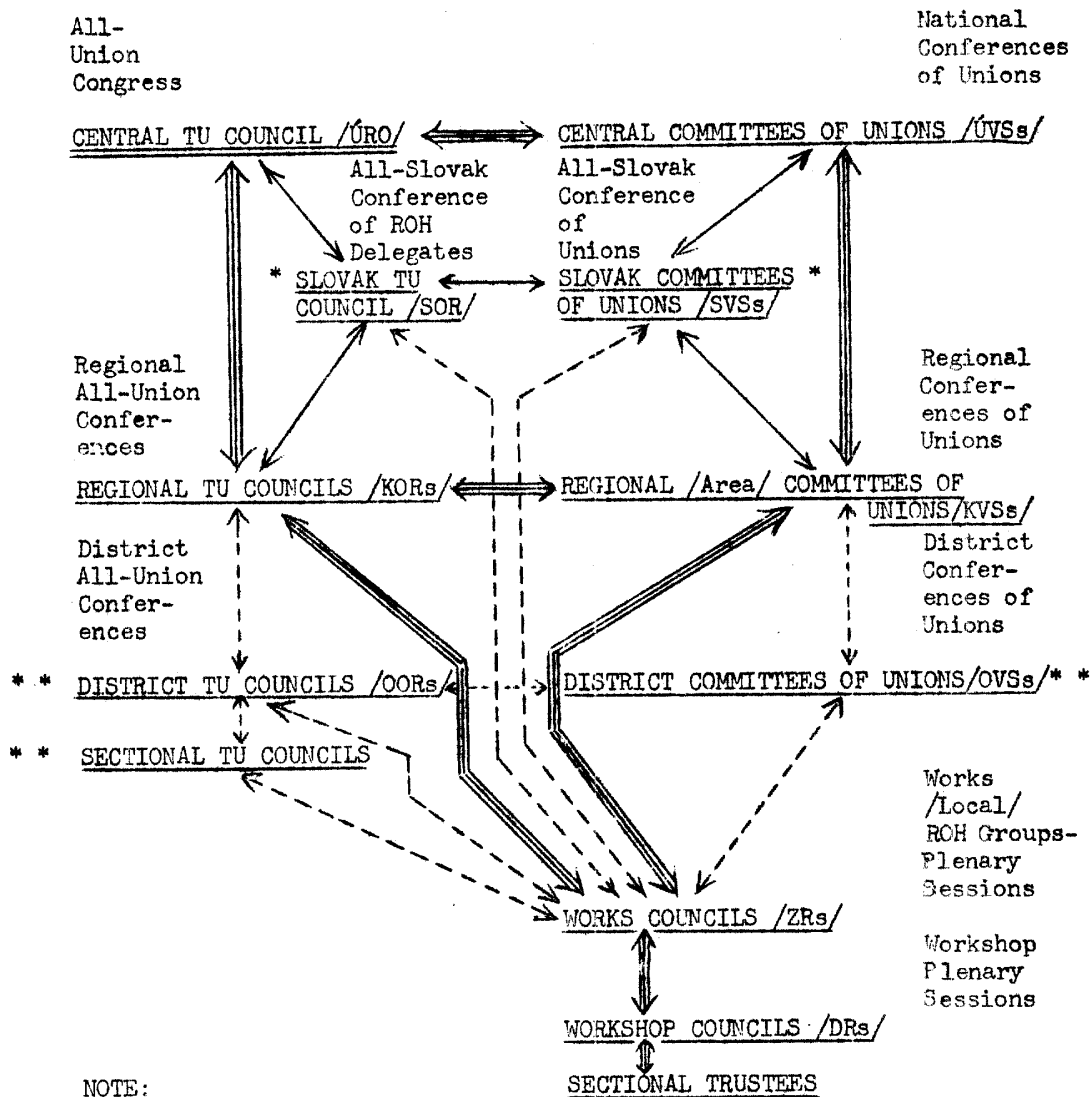 All-
Union
Congress
National
Conferences
of Unions
CENTRAL TU COUNCIL /ÚRO/
CENTRAL COMMITTEES OF UNIONS /ÚVSs/
All-Slovak
Conference
of ROH
Delegates
All-Slovak
Conference
of
Unions
* SLOVAK TU
COUNCIL /SOR/
SLOVAK COMMITTEES *
OF UNIONS /SVSs/
Regional
All-Union
Confer-
ences
Regional
Confer-
ences of
Unions
REGIONAL TU COUNCILS /KORs/
REGIONAL /Area/ COMMITTEES OF
UNIONS/KVSs/
District
All-Union
Confer-
ences
District
Confer-
ences of
Unions
* * DISTRICT TU COUNCILS /OORs/
DISTRICT COMMITTEES OF UNIONS/OVSs/* *
* * SECTIONAL TU COUNCILS
Works
/Local/
ROH Groups-
Plenary
Sessions
WORKS COUNCILS /ZRs/
Workshop
Plenary
Sessions
WORKSHOP COUNCILS /DRs/
NOTE:
SECTIONAL TRUSTEES